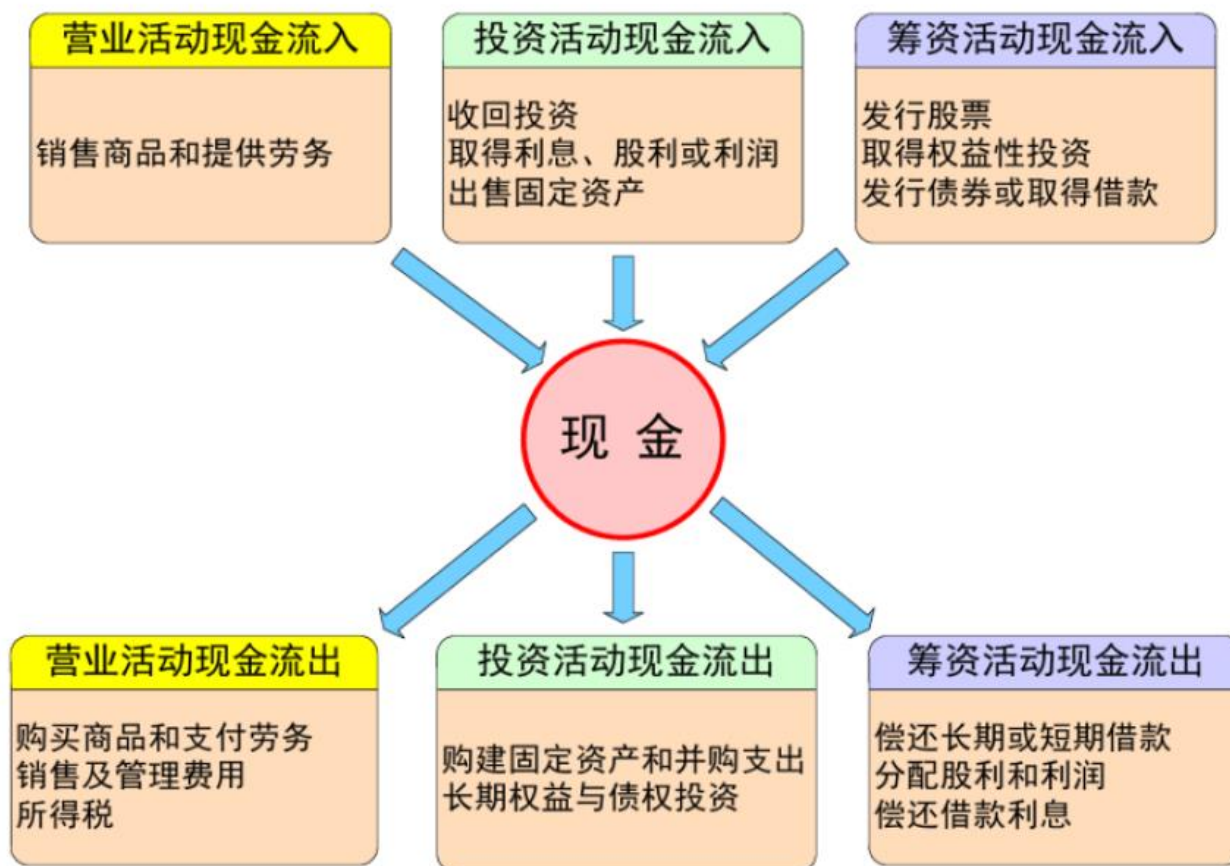 营业活动现金流入
销售商品和提供劳务
投资活动现金流入
收回投资
取得利息、股利或利润
出售固定资产
筹资活动现金流入
发行股票
取得权益性投资
发行债券或取得借款
现 金
营业活动现金流出
购买商品和支付劳务
销售及管理费用
所得税
投资活动现金流出
购建固定资产和并购支出
长期权益与债权投资
筹资活动现金流出
偿还长期或短期借款
分配股利和利润
偿还借款利息